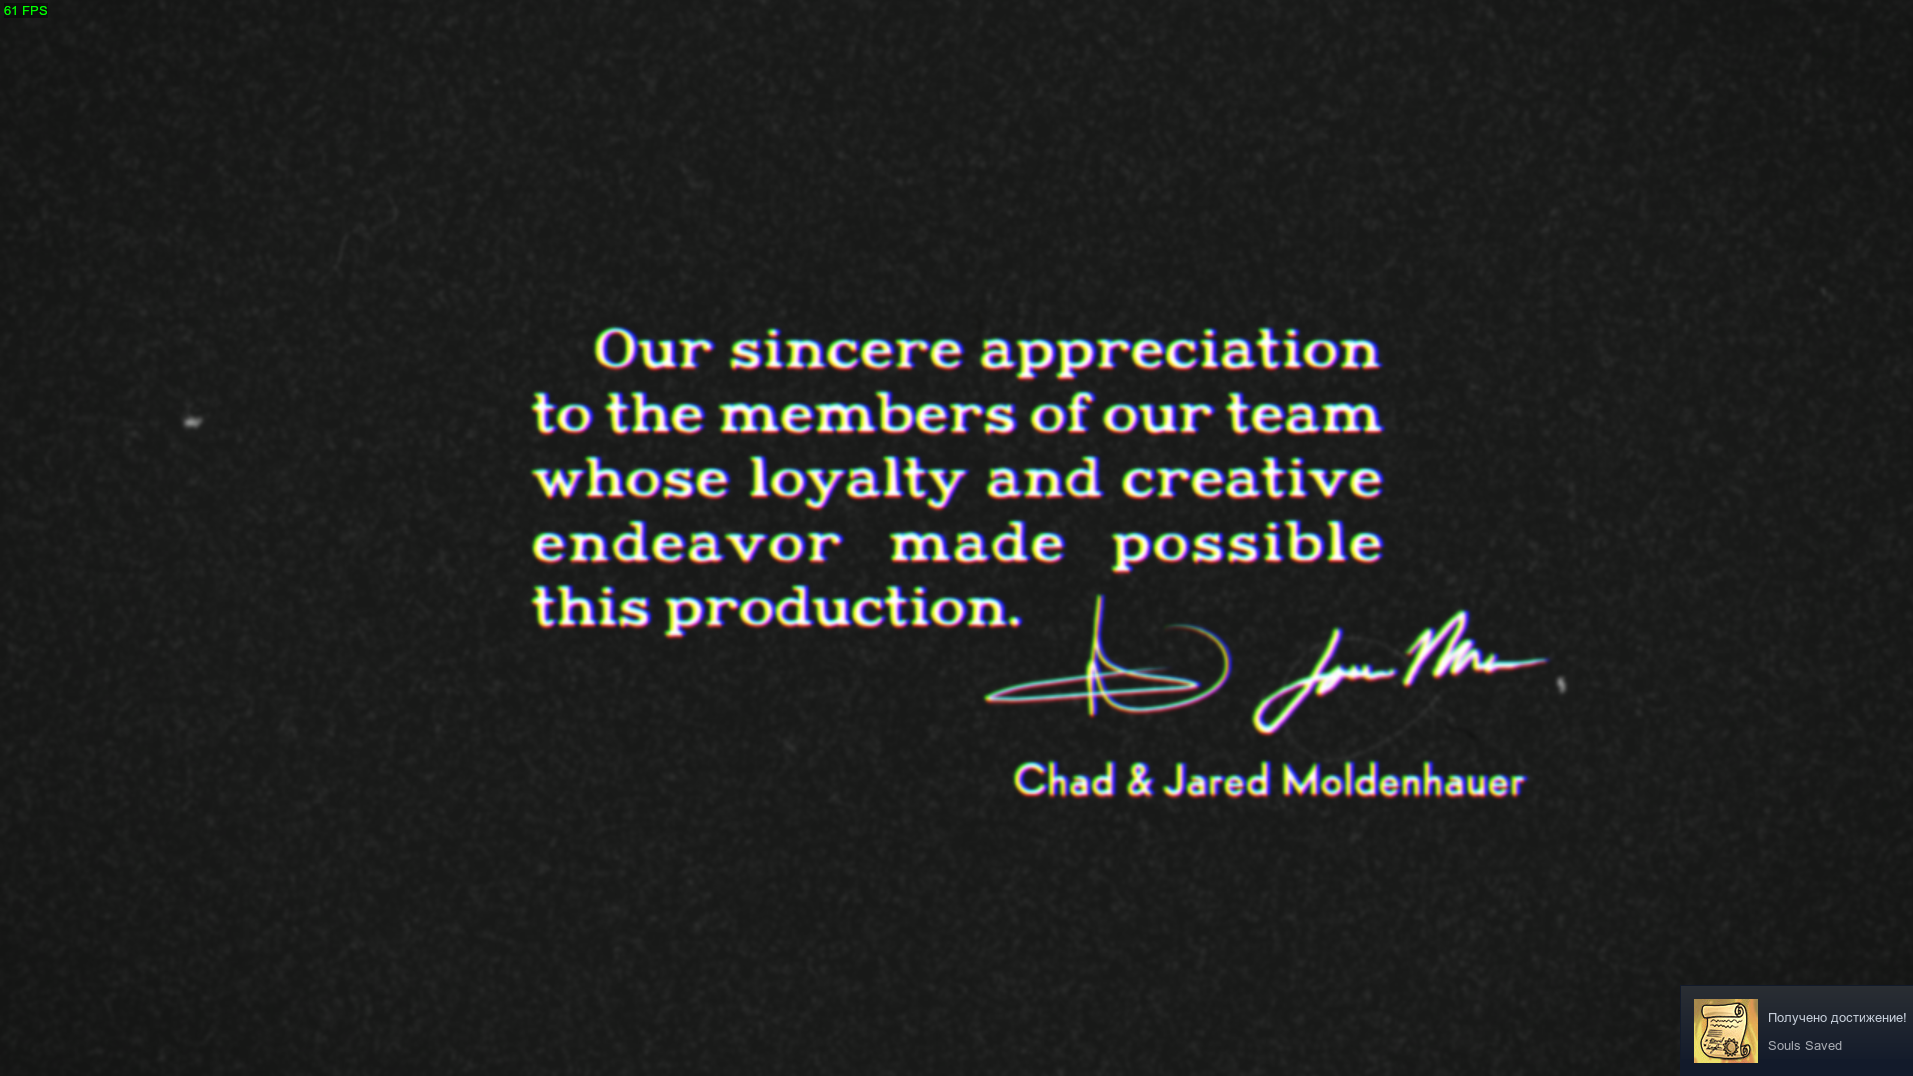 61 FPS
Our sincere appreciation
to the members of our team
whose loyalty and creative
endeavor made possible
this production.
Chad & Jared Moldenhauer
Получено достижение!
Souls Saved